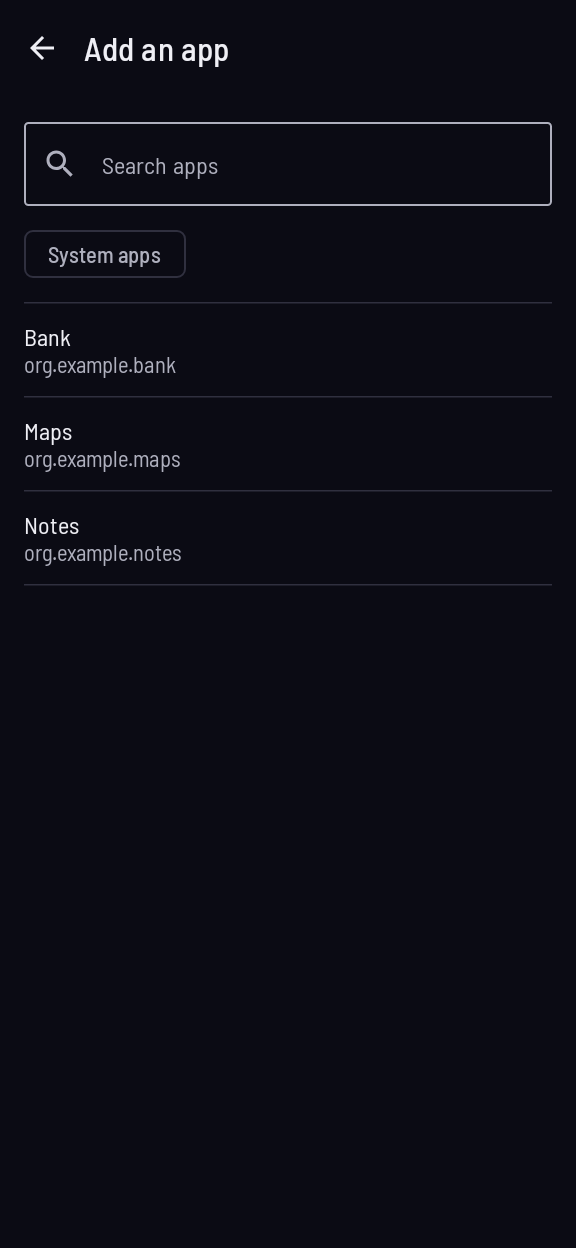 Add an app
Search apps
System apps
Bank
org.example.bank
Maps
org.example.maps
Notes
org.example.notes